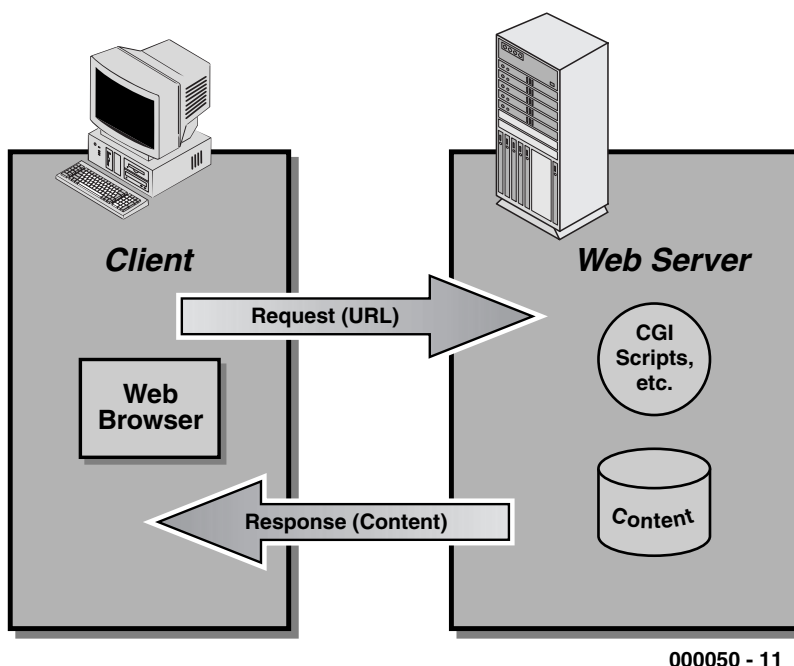 Client
Web Server
Request (URL)
CGI
Scripts,
etc.
Web
Browser
Response (Content)
Content
000050 - 11